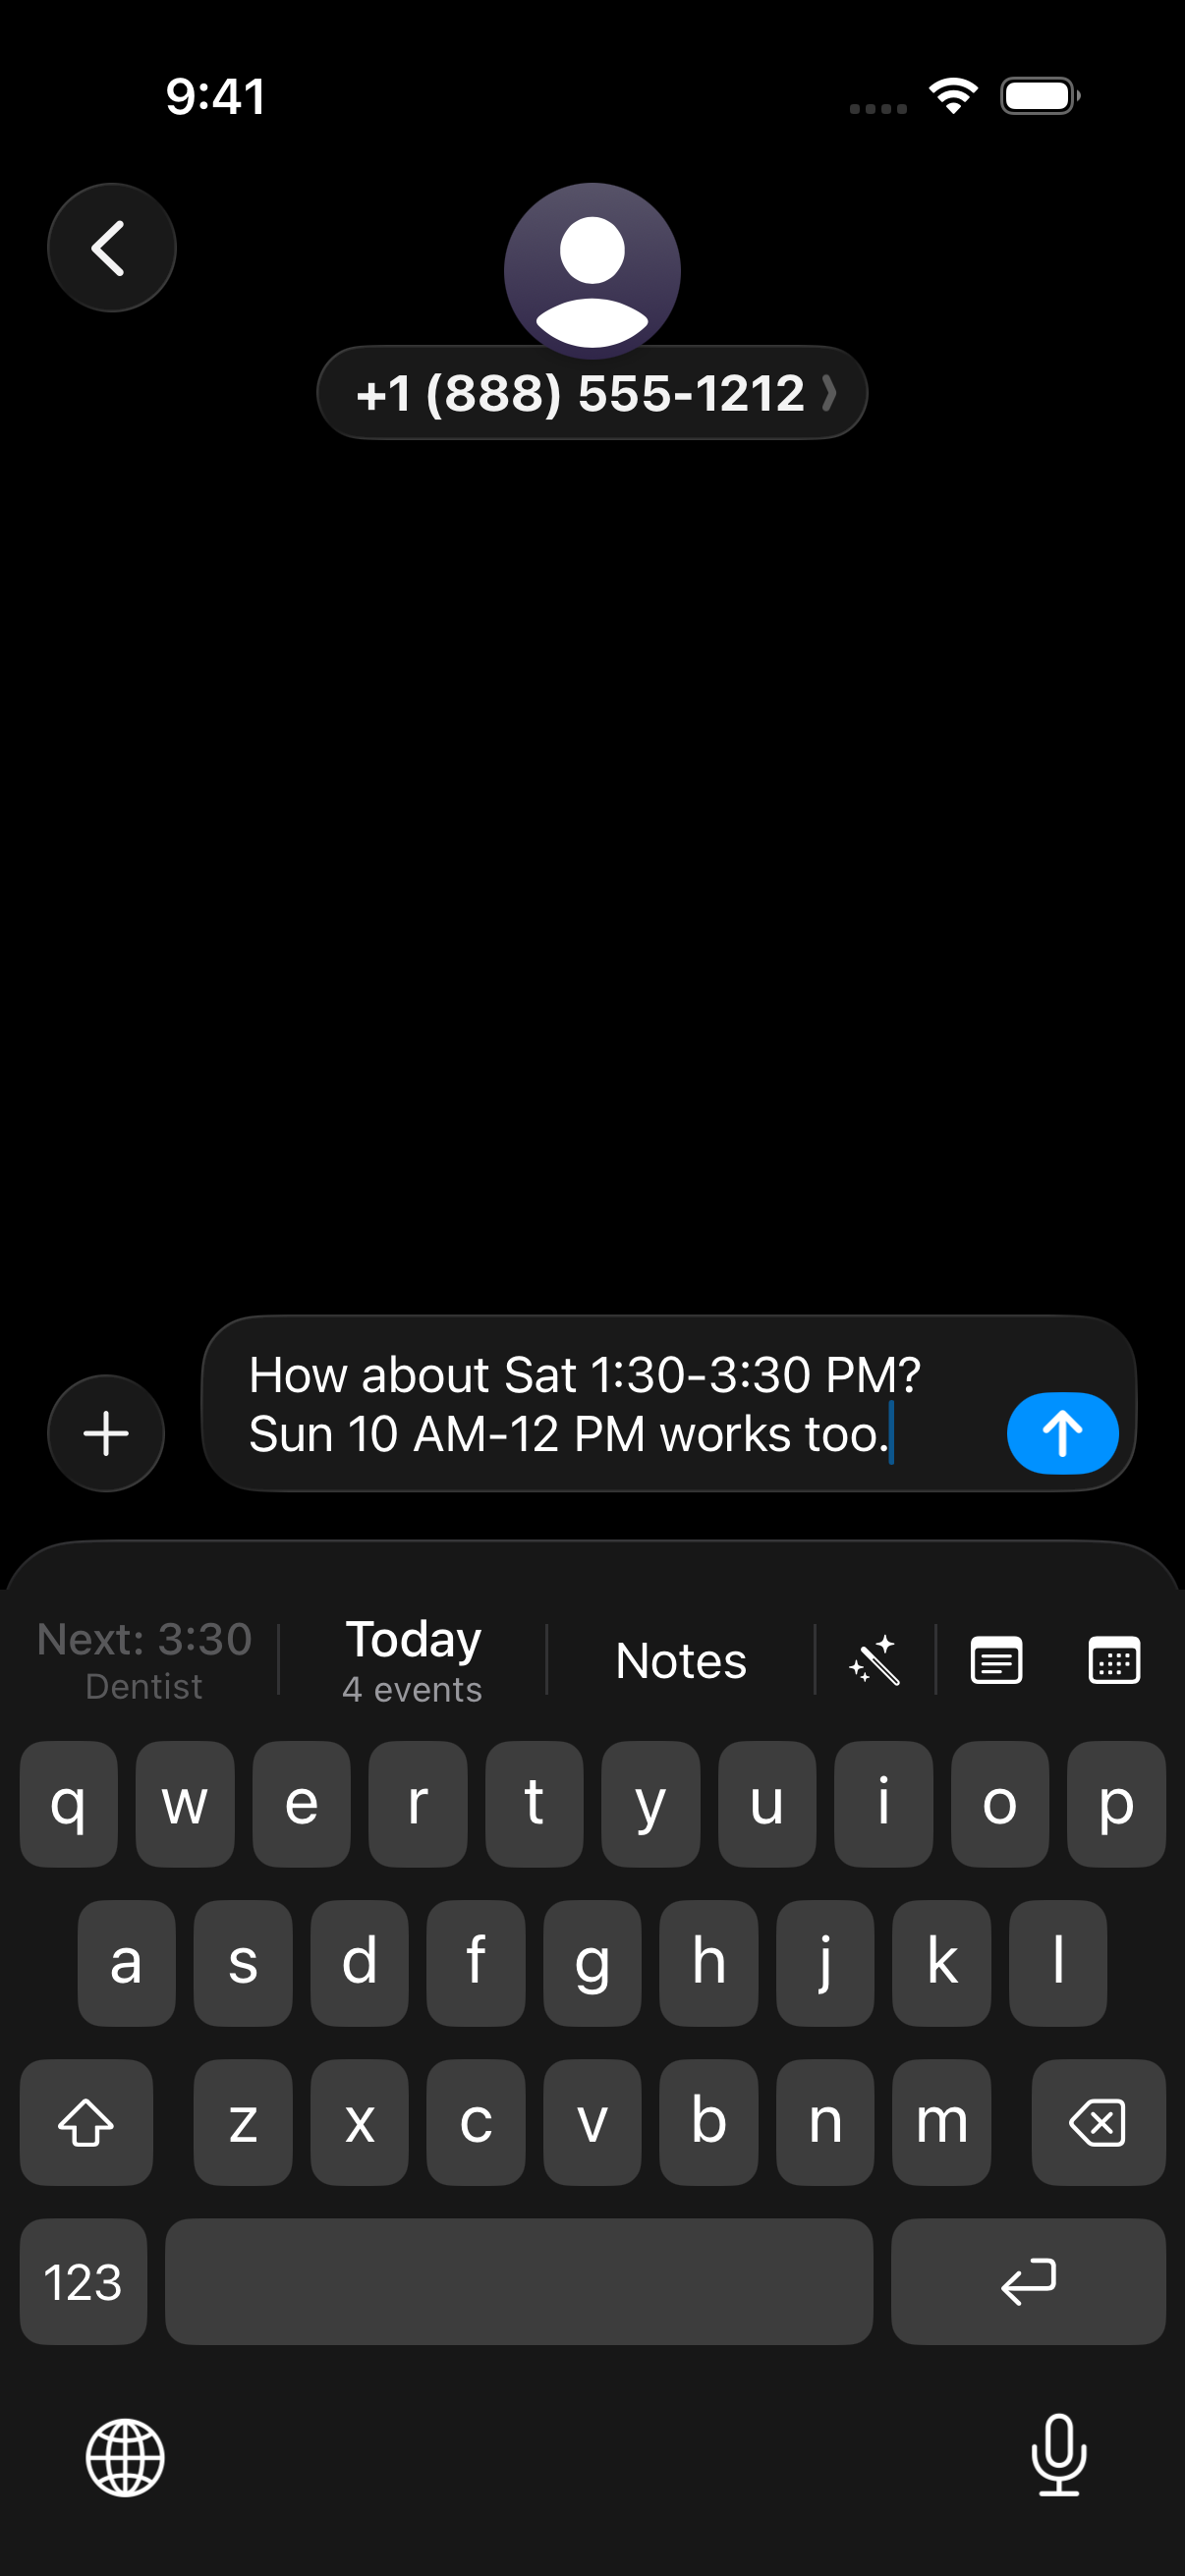 9:41
+1 (888) 555-1212
How about Sat 1:30-3:30 PM?
Sun 10 AM-12 PM works too.
Next: 3:30
Dentist
Today
4 events
Notes
q w e r t y u i o p
a s d f g h j k l
z x c v b n m
123